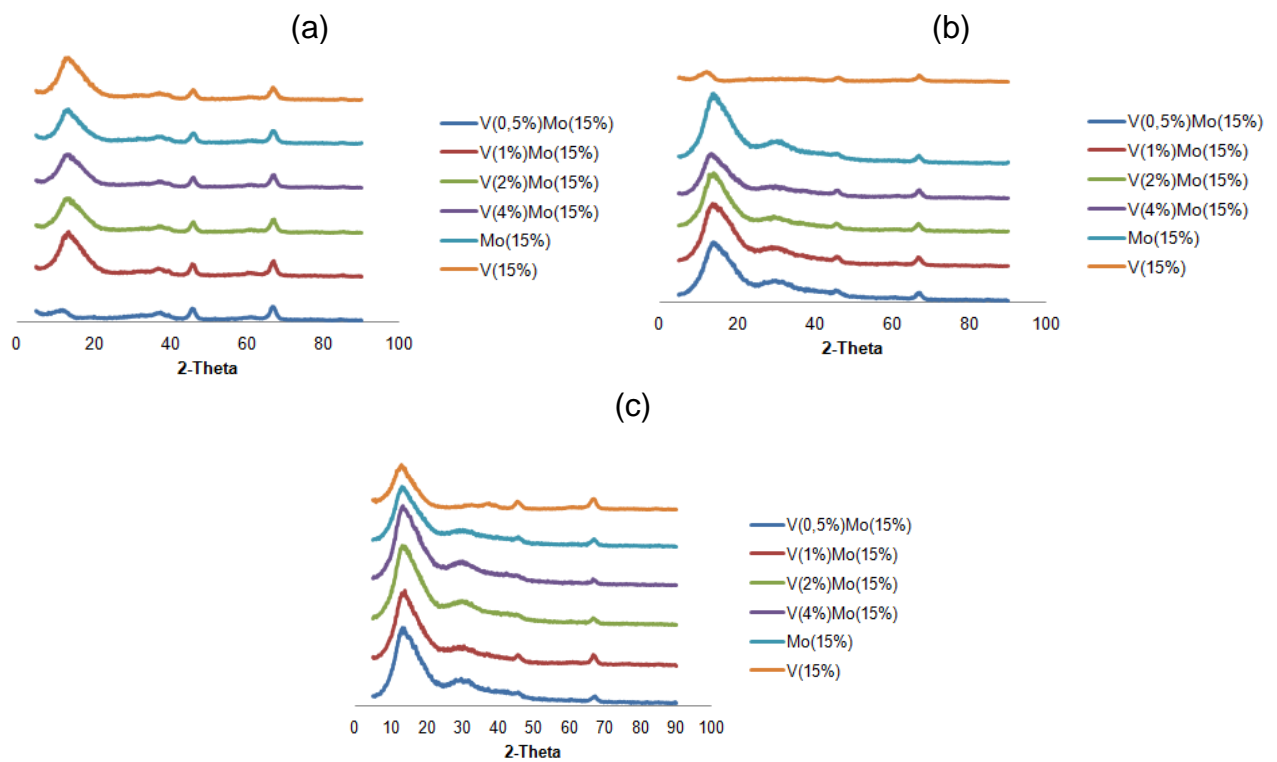 (a)
V(0,5%)Mo(15%)
V(1%)Mo(15%)
V(2%)Mo(15%)
V(4%)Mo(15%)
Mo(15%)
V(15%)
0 20 40 60 80 100
2-Theta
(b)
V(0,5%)Mo(15%)
V(1%)Mo(15%)
V(2%)Mo(15%)
V(4%)Mo(15%)
Mo(15%)
V(15%)
0 20 40 60 80 100
2-Theta
(c)
V(0,5%)Mo(15%)
V(1%)Mo(15%)
V(2%)Mo(15%)
V(4%)Mo(15%)
Mo(15%)
V(15%)
0 10 20 30 40 50 60 70 80 90 100
2-Theta